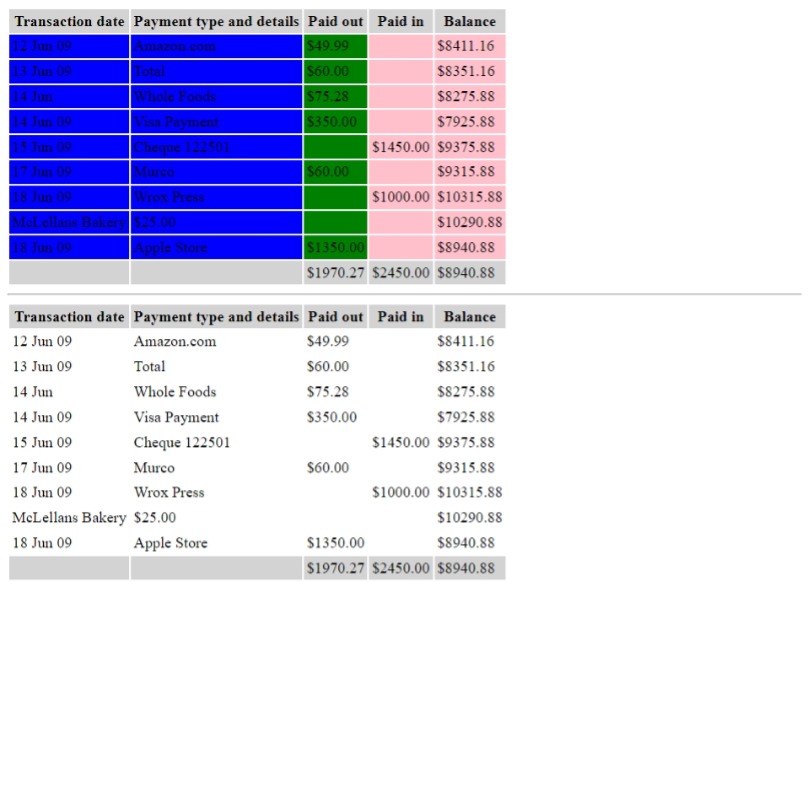 Transaction date Payment type and details Paid out Paid in Balance
12 Jun 09 Amazon.com $49.99 $8411.16
13 Jun 09 Total $60.00 $8351.16
14 Jun Whole Foods $75.28 $8275.88
14 Jun 09 Visa Payment $350.00 $7925.88
15 Jun 09 Cheque 122501 $1450.00 $9375.88
17 Jun 09 Murco $60.00 $9315.88
18 Jun 09 Wrox Press $1000.00 $10315.88
McLellans Bakery $25.00 $10290.88
18 Jun 09 Apple Store $1350.00 $8940.88
$1970.27 $2450.00 $8940.88
Transaction date Payment type and details Paid out Paid in Balance
12 Jun 09 Amazon.com $49.99 $8411.16
13 Jun 09 Total $60.00 $8351.16
14 Jun Whole Foods $75.28 $8275.88
14 Jun 09 Visa Payment $350.00 $7925.88
15 Jun 09 Cheque 122501 $1450.00 $9375.88
17 Jun 09 Murco $60.00 $9315.88
18 Jun 09 Wrox Press $1000.00 $10315.88
McLellans Bakery $25.00 $10290.88
18 Jun 09 Apple Store $1350.00 $8940.88
$1970.27 $2450.00 $8940.88